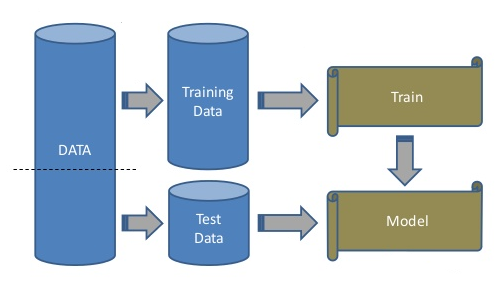 DATA
Training
Data
Train
Test
Data
Model